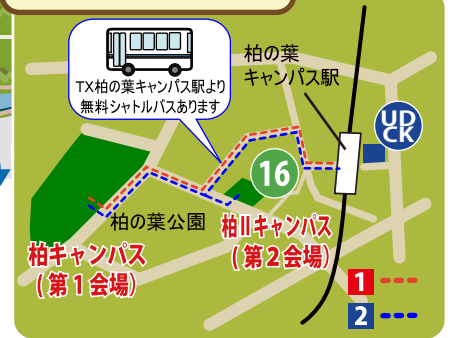 TX柏の葉キャンパス駅より
無料シャトルバスあります
柏の葉
キャンパス駅
UD
CK
16
柏の葉公園
柏IIキャンパス
(第2会場)
柏キャンパス
(第1会場)
1
2